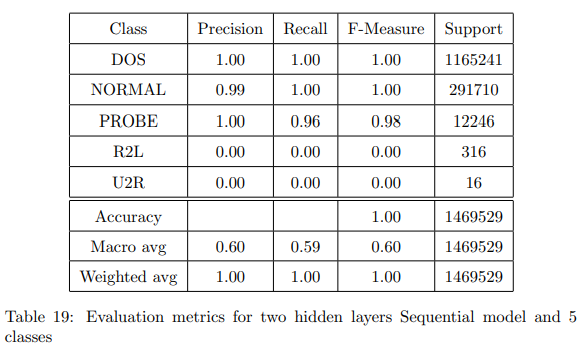 Class Precision Recall F-Measure Support
DOS 1.00 1.00 1.00 1165241
NORMAL 0.99 1.00 1.00 291710
PROBE 1.00 0.96 0.98 12246
R2L 0.00 0.00 0.00 316
U2R 0.00 0.00 0.00 16
Accuracy 1.00 1469529
Macro avg 0.60 0.59 0.60 1469529
Weighted avg 1.00 1.00 1.00 1469529
Table 19: Evaluation metrics for two hidden layers Sequential model and 5
classes